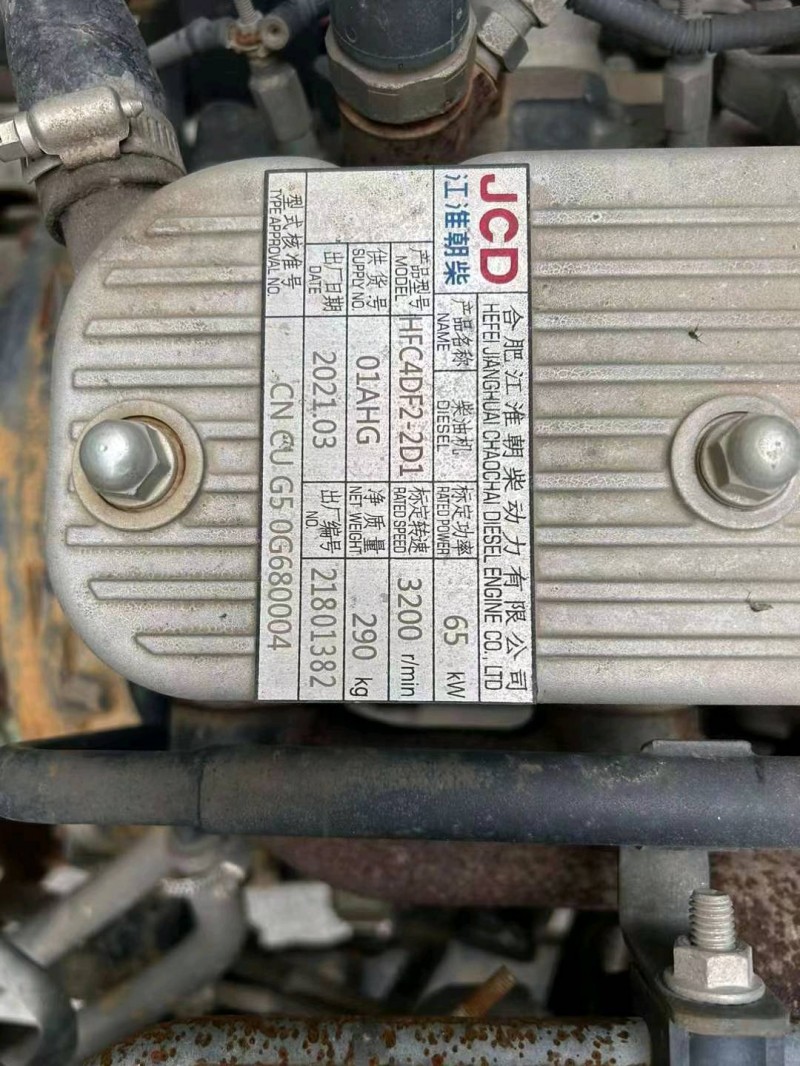 JCD
江淮朝柴
合肥江淮朝柴动力有限公司
HEFEI JIANGHUAI CHAOCHAI DIESEL ENGINE CO., LTD
产品名称 NAME 柴油机 DIESEL 标定功率 RATED POWER 65 kW
产品型号 MODEL HFC4DF2-2D1 标定转速 RATED SPEED 3200 r/min
供货号 SUPPLY NO. 01AHG 净质量 NET WEIGHT 290 kg
出厂日期 DATE 2021.03 出厂编号 NO. 21801382
型式核准号 TYPE APPROVAL NO. CN CU G5 0G680004